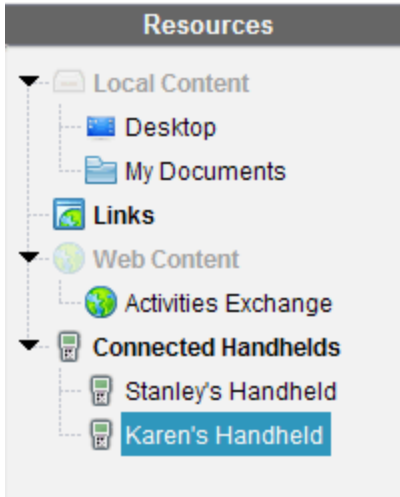 Resources
Local Content
Desktop
My Documents
Links
Web Content
Activities Exchange
Connected Handhelds
Stanley's Handheld
Karen's Handheld